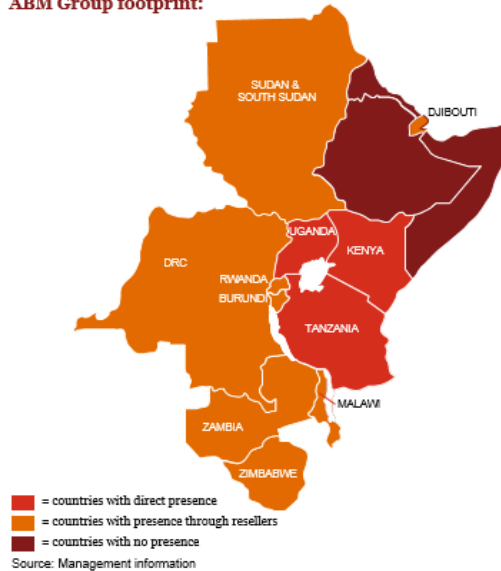 ABM Group footprint:
SUDAN &
SOUTH SUDAN
DJIBOUTI
UGANDA
KENYA
DRC
RWANDA
BURUNDI
TANZANIA
MALAWI
ZAMBIA
ZIMBABWE
= countries with direct presence
= countries with presence through resellers
= countries with no presence
Source: Management information